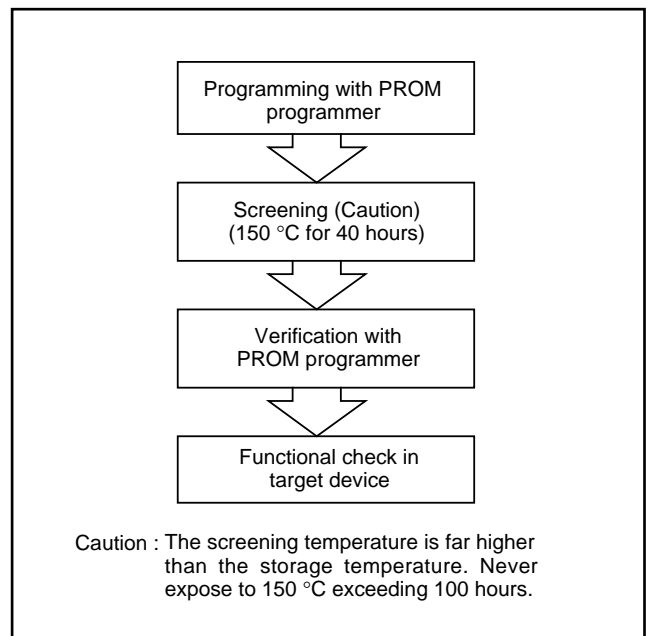 Programming with PROM
programmer
Screening (Caution)
(150 °C for 40 hours)
Verification with
PROM programmer
Functional check in
target device
Caution : The screening temperature is far higher
than the storage temperature. Never
expose to 150 °C exceeding 100 hours.